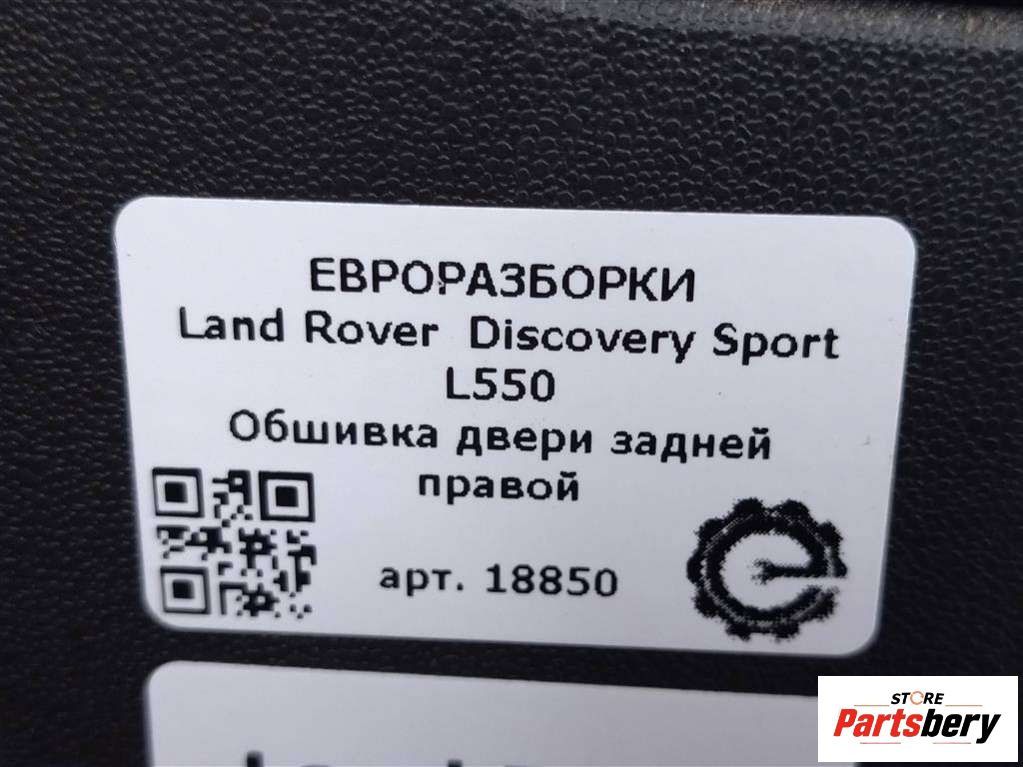 ЕВРОРАЗБОРКИ
Land Rover Discovery Sport
L550
Обшивка двери задней
правой
арт. 18850
STORE
Partsbery